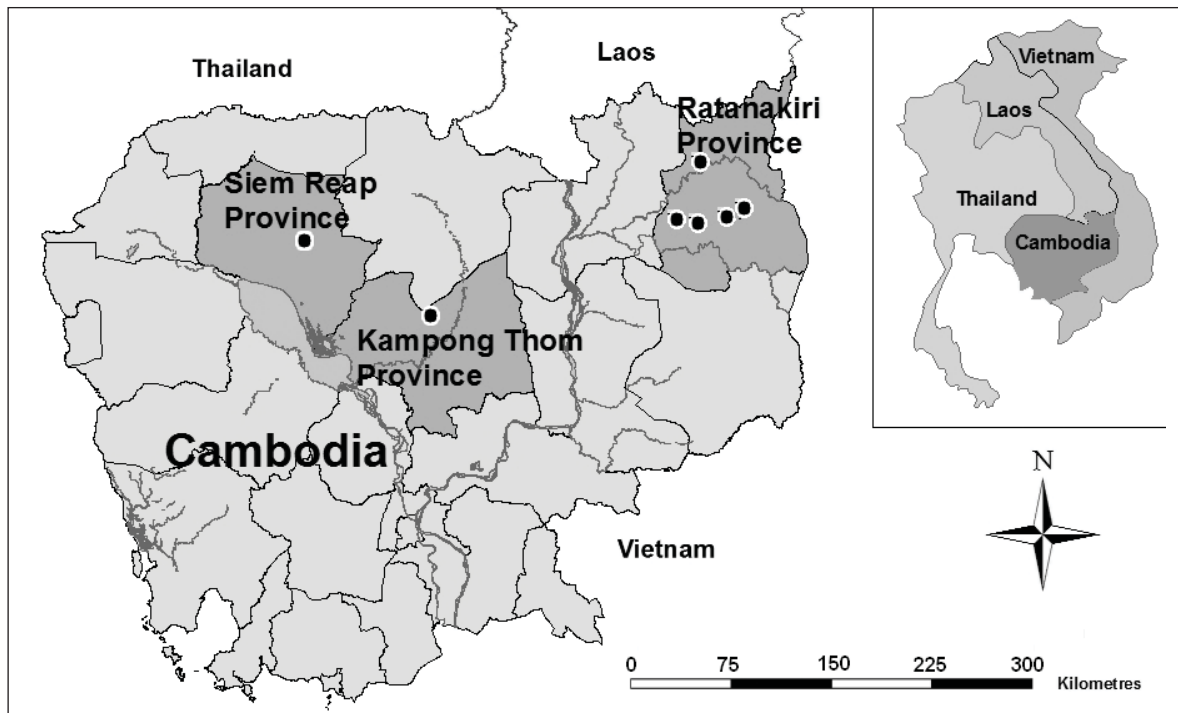 Thailand
Laos
Ratanakiri
Province
Siem Reap
Province
Kampong Thom
Province
Cambodia
Vietnam
Vietnam
Laos
Thailand
Cambodia
N
0 75 150 225 300
Kilometres